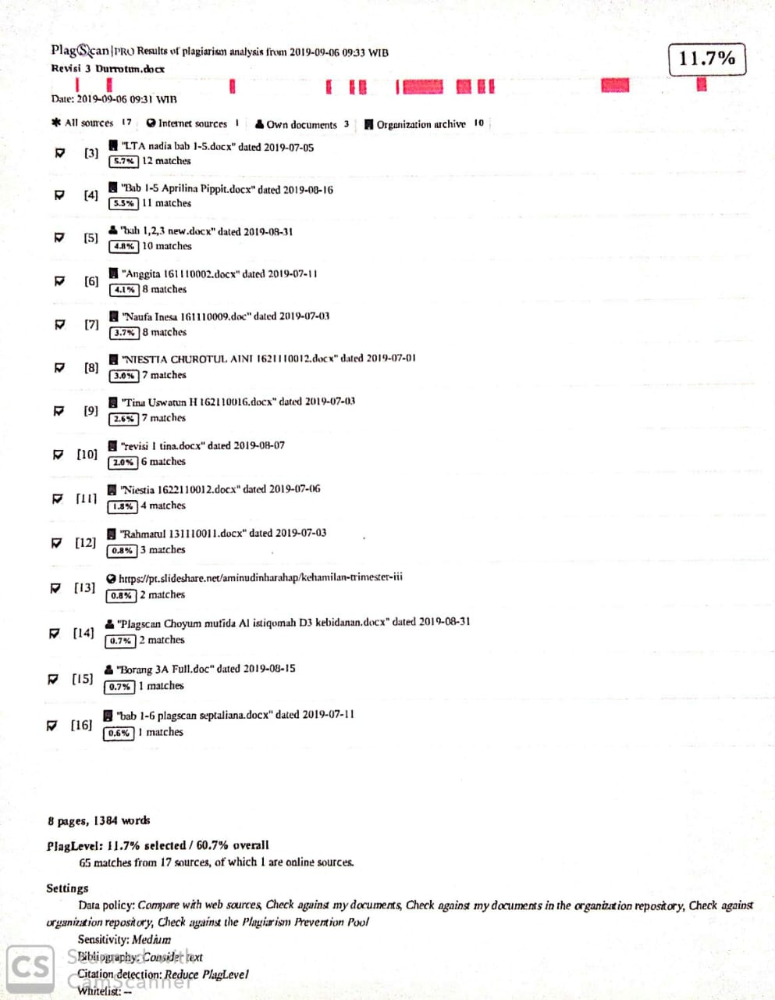 PlagScan|PRO Results of plagiarism analysis from 2019-09-06 09:33 WIB
11.7%
Revisi 3 Durrotun.docx
Date: 2019-09-06 09:31 WIB
All sources 17 Internet sources 1 Own documents 3 Organization archive 10
[3] "LTA nadia bab 1-5.docx" dated 2019-07-05
5.7% 12 matches
[4] "Bab 1-5 Aprilina Pippit.docx" dated 2019-08-16
5.5% 11 matches
[5] "bab 1,2,3 new.docx" dated 2019-08-31
4.8% 10 matches
[6] "Anggita 161110002.docx" dated 2019-07-11
4.1% 8 matches
[7] "Naufa Inesa 161110009.doc" dated 2019-07-03
3.7% 8 matches
[8] "NIESTIA CHUROTUL AINI 1621110012.docx" dated 2019-07-01
3.0% 7 matches
[9] "Tina Uswatun H 162110016.docx" dated 2019-07-03
2.6% 7 matches
[10] "revisi 1 tina.docx" dated 2019-08-07
2.0% 6 matches
[11] "Niestia 1622110012.docx" dated 2019-07-06
1.8% 4 matches
[12] "Rahmatul 131110011.docx" dated 2019-07-03
0.8% 3 matches
[13] https://pt.slideshare.net/aminudinharahap/kehamilan-trimester-iii
0.8% 2 matches
[14] "Plagscan Choyum mufida Al istiqomah D3 kebidanan.docx" dated 2019-08-31
0.7% 2 matches
[15] "Borang 3A Full.doc" dated 2019-08-15
0.7% 1 matches
[16] "bab 1-6 plagscan septaliana.docx" dated 2019-07-11
0.6% 1 matches
8 pages, 1384 words
PlagLevel: 11.7% selected / 60.7% overall
65 matches from 17 sources, of which 1 are online sources.
Settings
Data policy: Compare with web sources, Check against my documents, Check against my documents in the organization repository, Check against
organization repository, Check against the Plagiarism Prevention Pool
Sensitivity: Medium
Bibliography: Consider text
Citation detection: Reduce PlagLevel
Whitelist: --
CS Scanned with
CamScanner